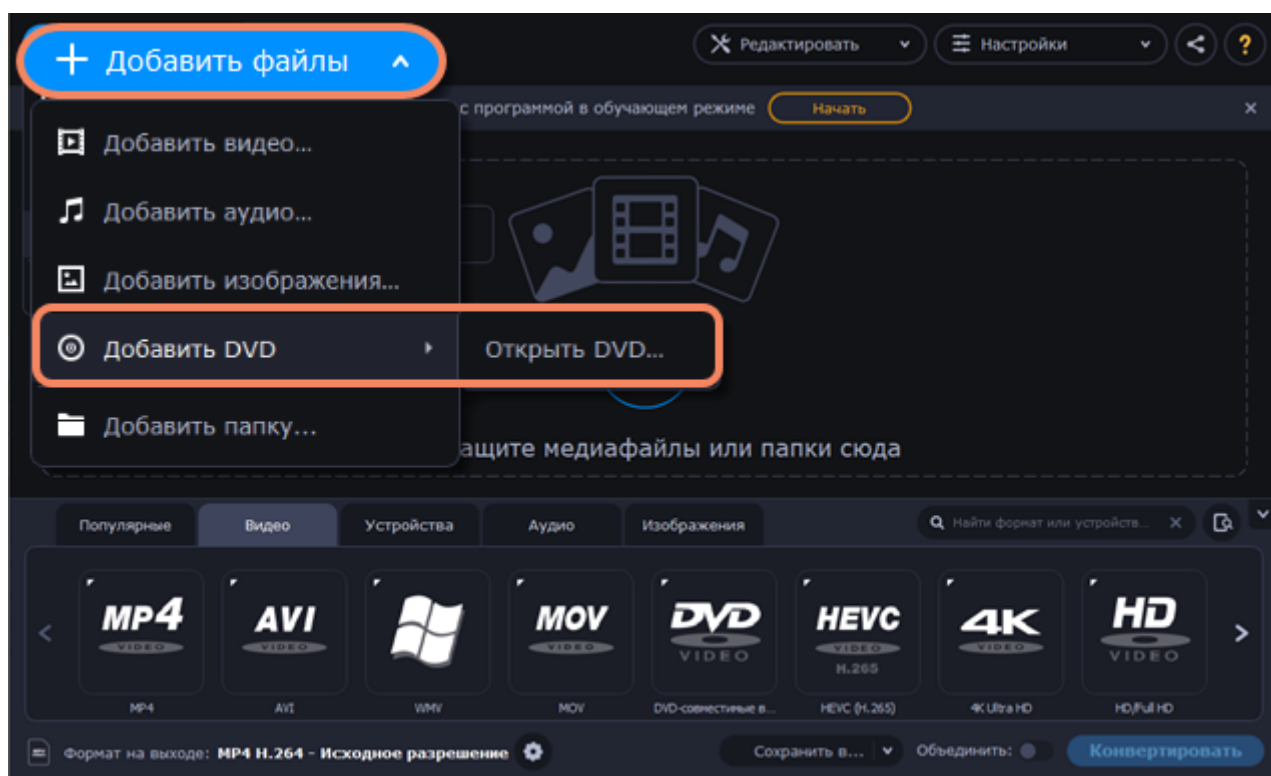 + Добавить файлы
Редактировать
Настройки
?
с программой в обучающем режиме
Начать
Добавить видео...
Добавить аудио...
Добавить изображения...
Добавить DVD
Открыть DVD...
Добавить папку...
ащите медиафайлы или папки сюда
Популярные
Видео
Устройства
Аудио
Изображения
Найти формат или устройств...
MP4
VIDEO
AVI
VIDEO
MOV
VIDEO
DVD
VIDEO
HEVC
VIDEO
H.265
4K
VIDEO
HD
VIDEO
MP4
AVI
WMV
MOV
DVD-совместимые в...
HEVC (H.265)
4K Ultra HD
HD/Full HD
Формат на выходе: MP4 H.264 - Исходное разрешение
Сохранить в...
Объединить:
Конвертировать